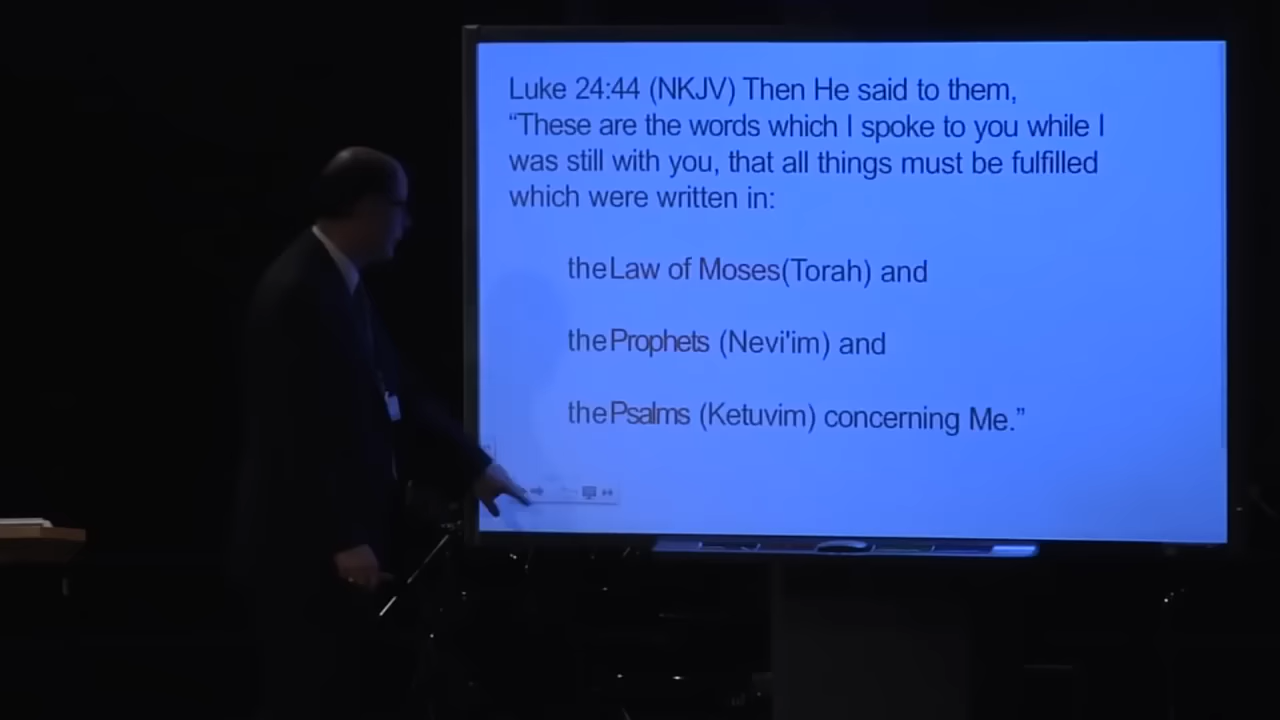 Luke 24:44 (NKJV) Then He said to them,
“These are the words which I spoke to you while I
was still with you, that all things must be fulfilled
which were written in:
the Law of Moses(Torah) and
the Prophets (Nevi'im) and
the Psalms (Ketuvim) concerning Me.”